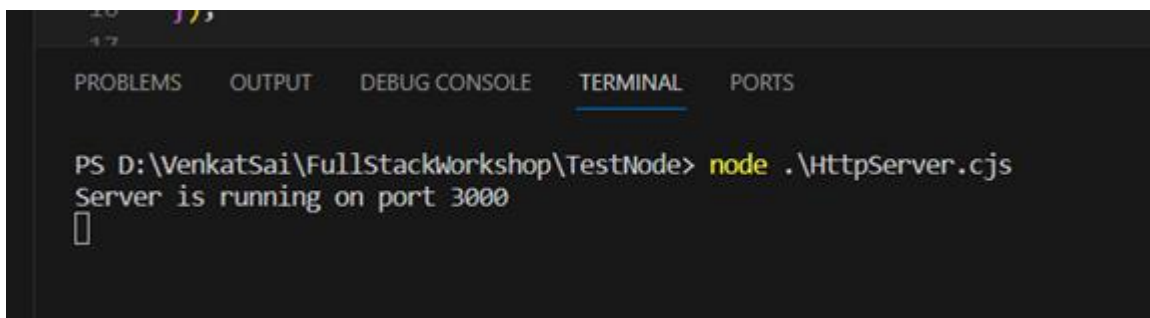 });
17
PROBLEMS OUTPUT DEBUG CONSOLE TERMINAL PORTS
PS D:\VenkatSai\FullStackWorkshop\TestNode> node .\HttpServer.cjs
Server is running on port 3000